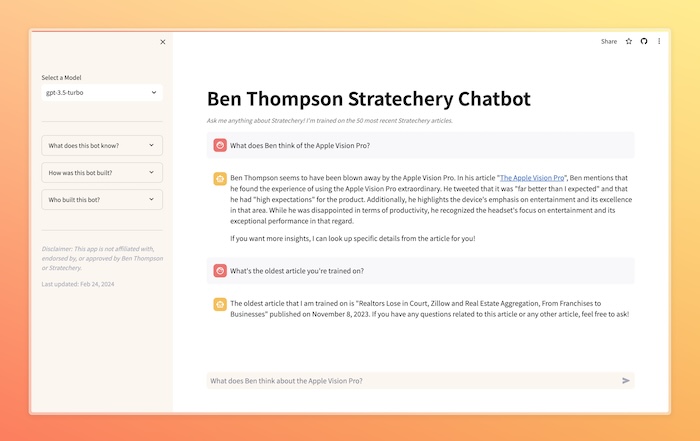 Share
Select a Model
gpt-3.5-turbo
What does this bot know?
How was this bot built?
Who built this bot?
Disclaimer: This app is not affiliated with,
endorsed by, or approved by Ben Thompson
or Stratechery.
Last updated: Feb 24, 2024
Ben Thompson Stratechery Chatbot
Ask me anything about Stratechery! I'm trained on the 50 most recent Stratechery articles.
What does Ben think of the Apple Vision Pro?
Ben Thompson seems to have been blown away by the Apple Vision Pro. In his article "The Apple Vision Pro", Ben mentions that
he found the experience of using the Apple Vision Pro extraordinary. He tweeted that it was "far better than I expected" and that
he had "high expectations" for the product. Additionally, he highlights the device's emphasis on entertainment and its excellence
in that area. While he was disappointed in terms of productivity, he recognized the headset's focus on entertainment and its
exceptional performance in that regard.
If you want more insights, I can look up specific details from the article for you!
What's the oldest article you're trained on?
The oldest article that I am trained on is "Realtors Lose in Court, Zillow and Real Estate Aggregation, From Franchises to
Businesses" published on November 8, 2023. If you have any questions related to this article or any other article, feel free to ask!
What does Ben think about the Apple Vision Pro?